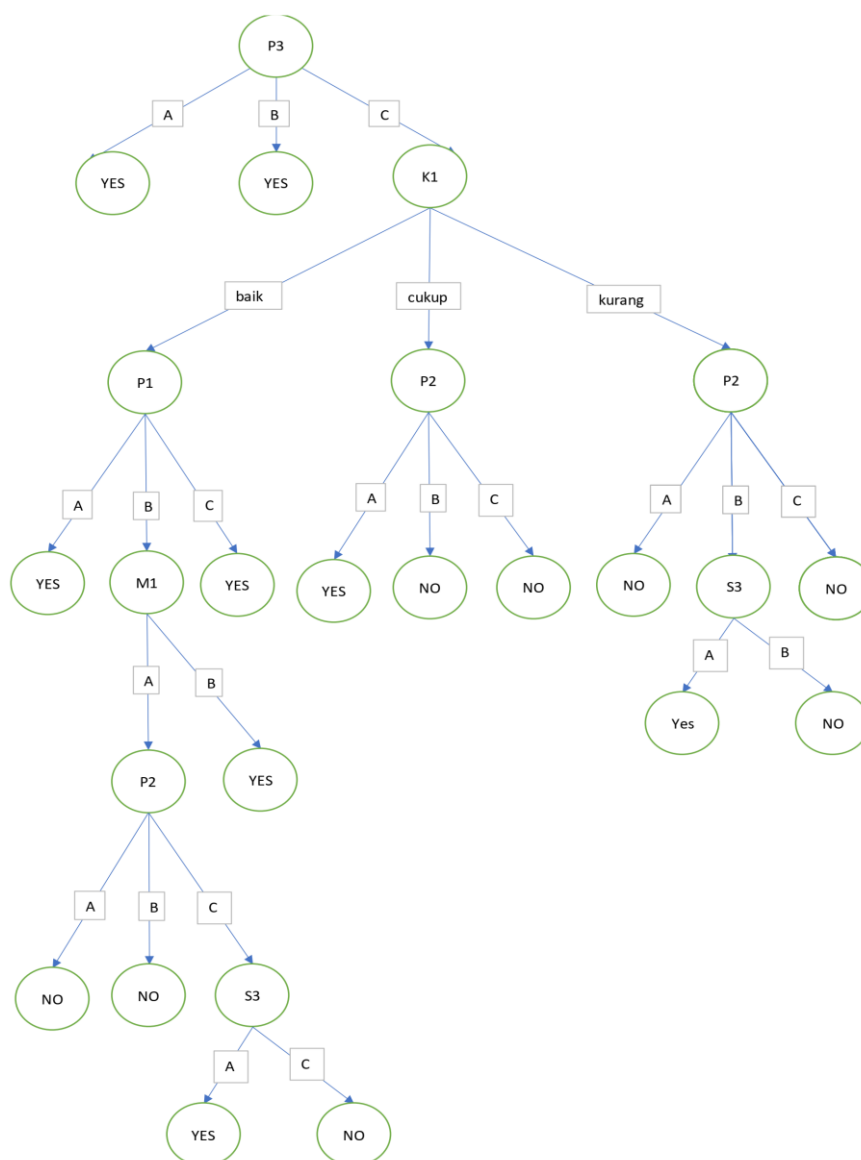 P3
A
B
C
YES
YES
K1
baik
cukup
kurang
P1
P2
P2
A
B
C
A
B
C
A
B
C
YES
M1
YES
YES
NO
NO
NO
S3
NO
A
B
A
B
P2
YES
Yes
NO
A
B
C
NO
NO
S3
A
C
YES
NO